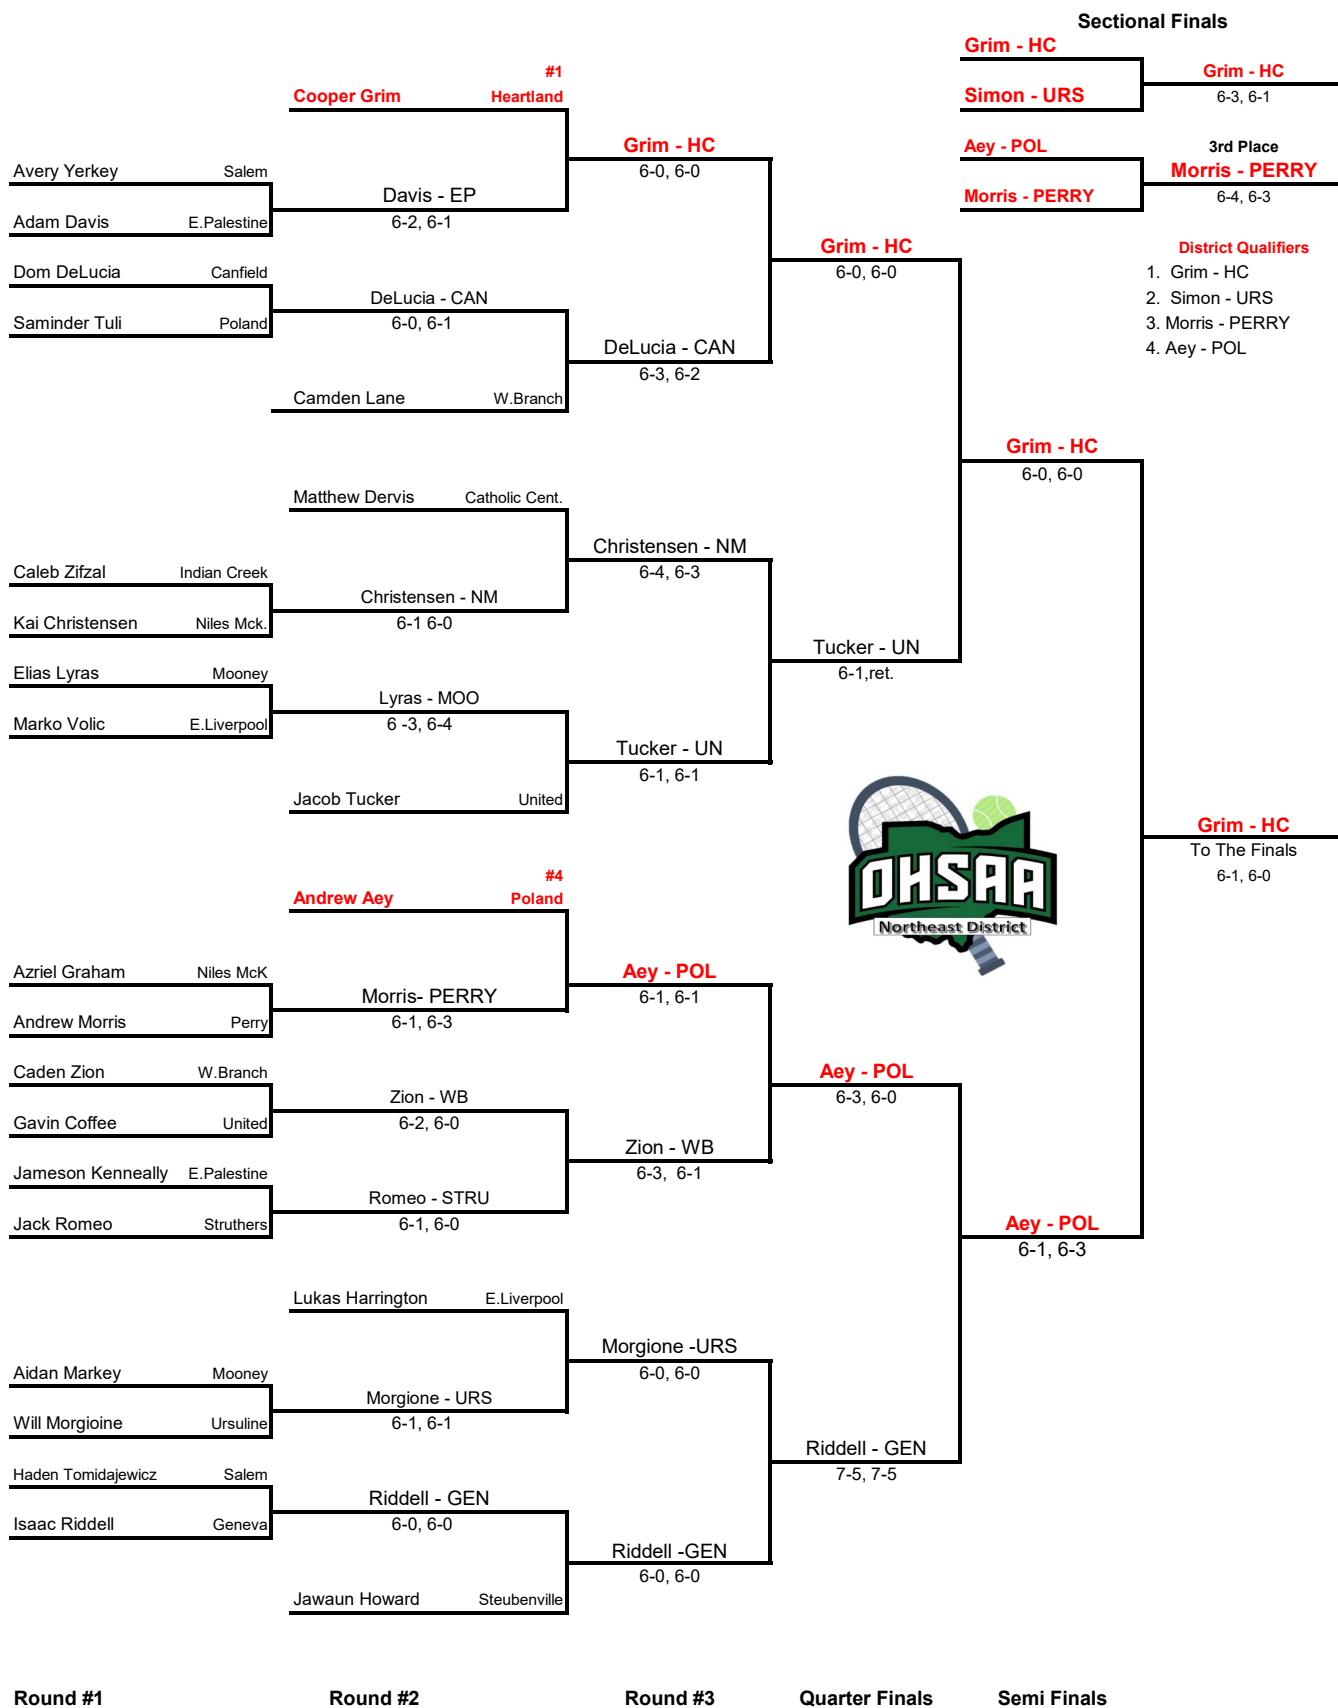 Sectional Finals
Grim - HC
#1
Grim - HC
Cooper Grim Heartland
Simon - URS
6-3, 6-1
Grim - HC
Aey - POL
3rd Place
Avery Yerkey Salem
6-0, 6-0
Morris - PERRY
Davis - EP
Morris - PERRY
6-4, 6-3
Adam Davis E.Palestine
6-2, 6-1
Grim - HC
District Qualifiers
Dom DeLucia Canfield
6-0, 6-0
1. Grim - HC
DeLucia - CAN
2. Simon - URS
Saminder Tuli Poland
6-0, 6-1
3. Morris - PERRY
DeLucia - CAN
4. Aey - POL
6-3, 6-2
Camden Lane W.Branch
Grim - HC
6-0, 6-0
Matthew Dervis Catholic Cent.
Christensen - NM
Caleb Zifzal Indian Creek
6-4, 6-3
Christensen - NM
Kai Christensen Niles Mck.
6-1 6-0
Tucker - UN
Elias Lyras Mooney
6-1,ret.
Lyras - MOO
Marko Volic E.Liverpool
6 -3, 6-4
Tucker - UN
6-1, 6-1
Jacob Tucker United
Grim - HC
To The Finals
6-1, 6-0
OHSAA
Northeast District
#4
Andrew Aey Poland
Azriel Graham Niles McK
Aey - POL
Morris- PERRY
6-1, 6-1
Andrew Morris Perry
6-1, 6-3
Caden Zion W.Branch
Aey - POL
Zion - WB
6-3, 6-0
Gavin Coffee United
6-2, 6-0
Zion - WB
Jameson Kenneally E.Palestine
6-3, 6-1
Romeo - STRU
Jack Romeo Struthers
6-1, 6-0
Aey - POL
6-1, 6-3
Lukas Harrington E.Liverpool
Morgione -URS
Aidan Markey Mooney
6-0, 6-0
Morgione - URS
Will Morgioine Ursuline
6-1, 6-1
Riddell - GEN
Haden Tomidajewicz Salem
7-5, 7-5
Riddell - GEN
Isaac Riddell Geneva
6-0, 6-0
Riddell -GEN
6-0, 6-0
Jawaun Howard Steubenville
Round #1 Round #2 Round #3 Quarter Finals Semi Finals